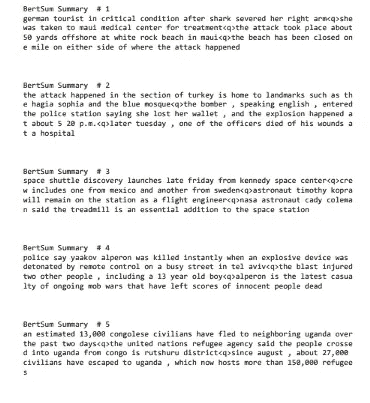 BertSum Summary # 1
german tourist in critical condition after shark severed her right arm<q>she
was taken to maui medical center for treatment<q>the attack took place about
50 yards offshore at white rock beach in maui<q>the beach has been closed on
e mile on either side of where the attack happened
BertSum Summary # 2
the attack happened in the section of turkey is home to landmarks such as th
e hagia sophia and the blue mosque<q>the bomber , speaking english , entered
the police station saying she lost her wallet , and the explosion happened a
t about 5 20 p.m.<q>later tuesday , one of the officers died of his wounds a
t a hospital
BertSum Summary # 3
space shuttle discovery launches late friday from kennedy space center<q>cre
w includes one from mexico and another from sweden<q>astronaut timothy kopra
will remain on the station as a flight engineer<q>nasa astronaut cady colema
n said the treadmill is an essential addition to the space station
BertSum Summary # 4
police say yaakov alperon was killed instantly when an explosive device was
detonated by remote control on a busy street in tel aviv<q>the blast injured
two other people , including a 13 year old boy<q>alperon is the latest casua
lty of ongoing mob wars that have left scores of innocent people dead
BertSum Summary # 5
an estimated 13,000 congolese civilians have fled to neighboring uganda over
the past two days<q>the united nations refugee agency said the people crosse
d into uganda from congo is rutshuru district<q>since august , about 27,000
civilians have escaped to uganda , which now hosts more than 150,000 refugee
s